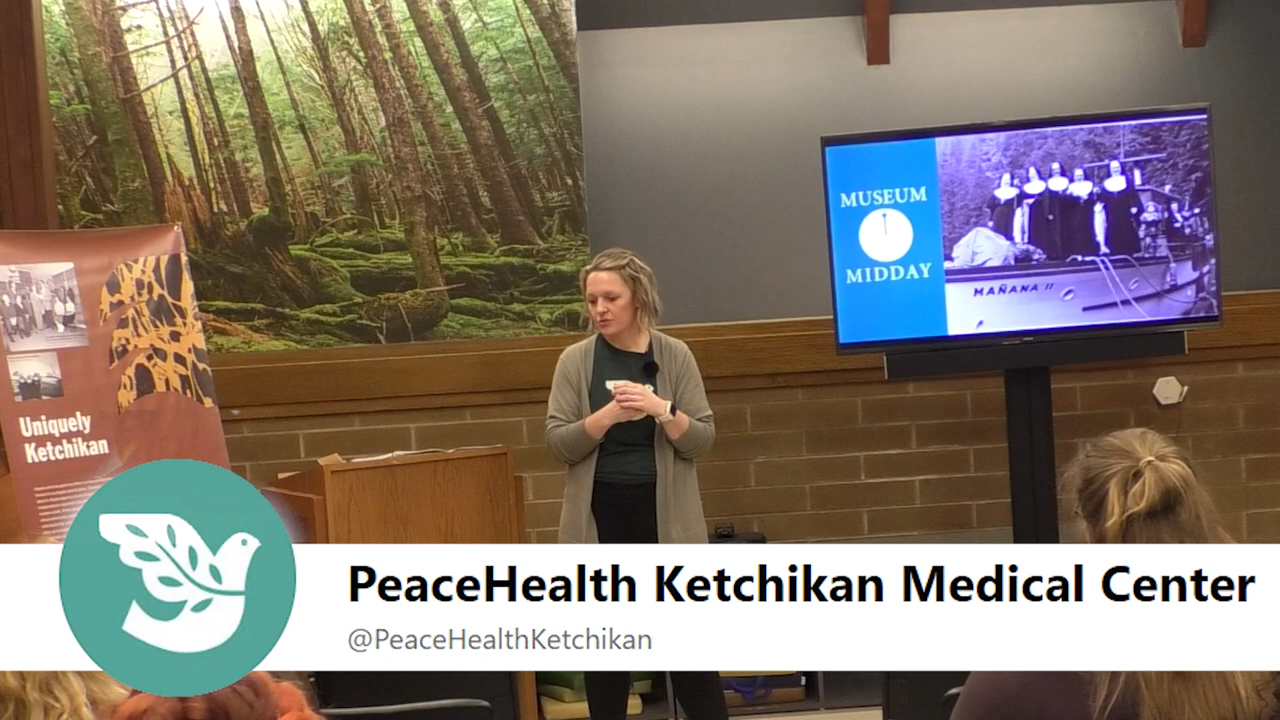 MUSEUM
MIDDAY
MAÑANA II
Uniquely
Ketchikan
PeaceHealth Ketchikan Medical Center
@PeaceHealthKetchikan